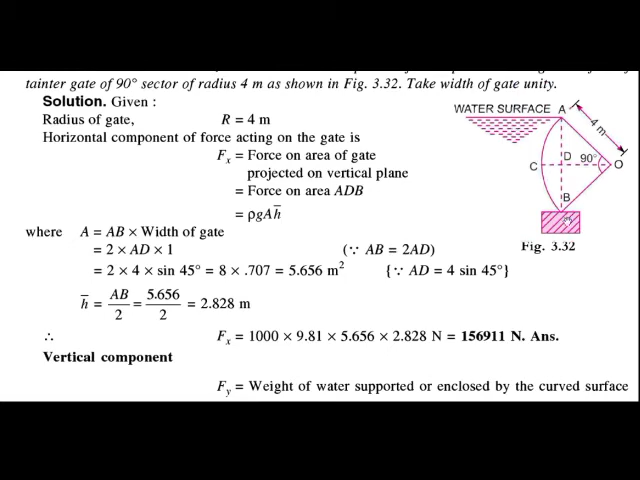 tainter gate of 90° sector of radius 4 m as shown in Fig. 3.32. Take width of gate unity.
Solution. Given :
Radius of gate, R = 4 m
Horizontal component of force acting on the gate is
Fx = Force on area of gate
projected on vertical plane
= Force on area ADB
= ρgAh̅
where A = AB × Width of gate
= 2 × AD × 1 (∵ AB = 2AD)
= 2 × 4 × sin 45° = 8 × .707 = 5.656 m² {∵ AD = 4 sin 45°}
h̅ = AB/2 = 5.656/2 = 2.828 m
∴ Fx = 1000 × 9.81 × 5.656 × 2.828 N = 156911 N. Ans.
Vertical component
Fy = Weight of water supported or enclosed by the curved surface
WATER SURFACE A
4 m
D 90° O
C
B
Fig. 3.32